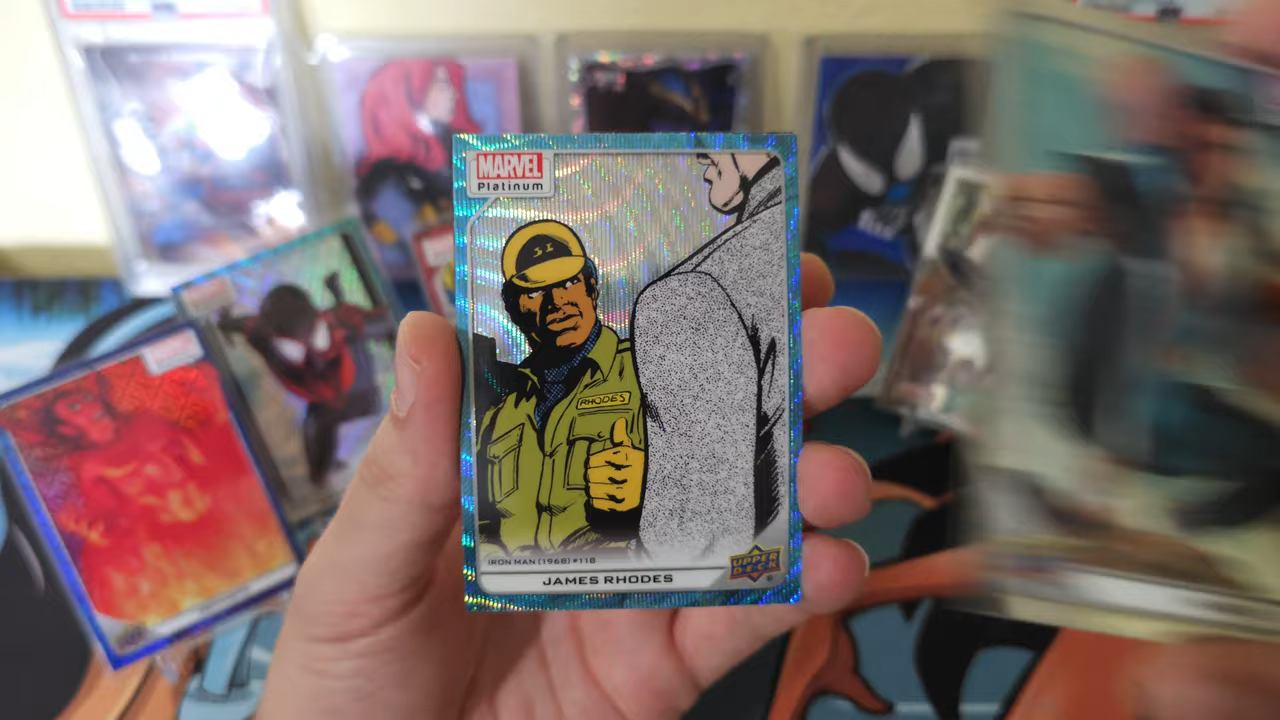 MARVEL
Platinum
S.I
RHODES
IRON MAN (1968) #118
UPPER
DECK
JAMES RHODES